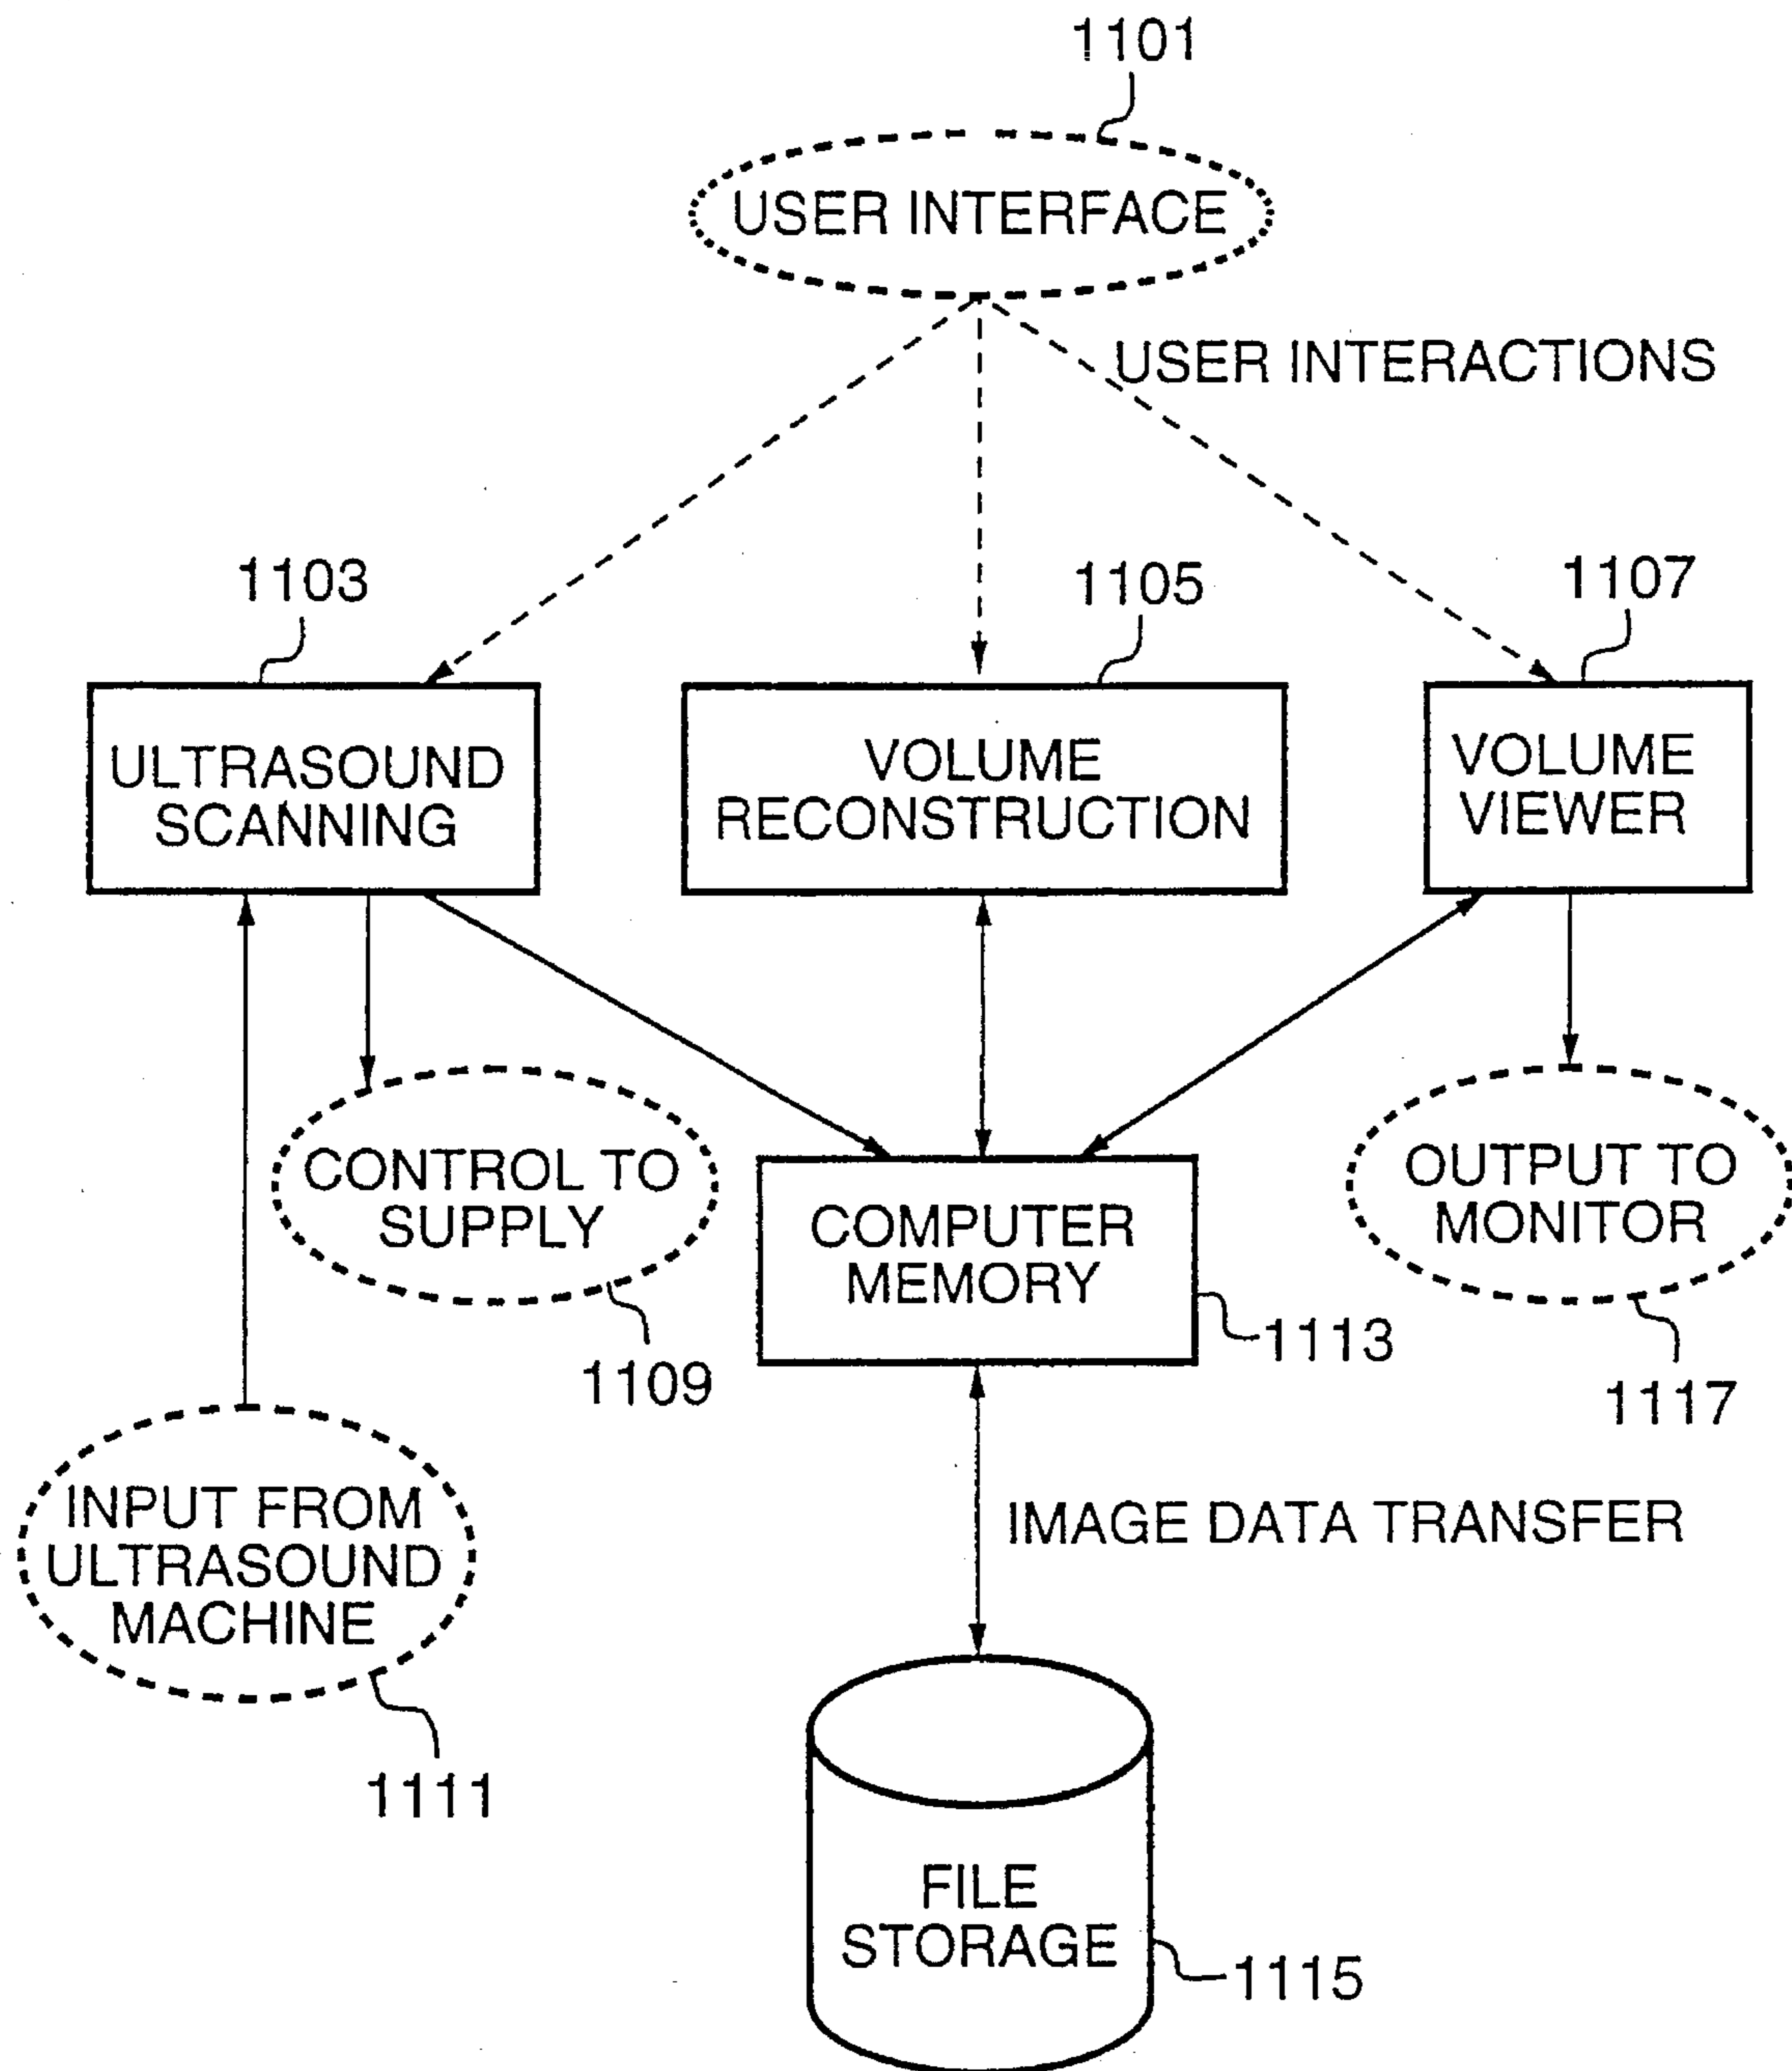 1101
USER INTERFACE
USER INTERACTIONS
1103
1105
1107
ULTRASOUND
SCANNING
VOLUME
RECONSTRUCTION
VOLUME
VIEWER
CONTROL TO
SUPPLY
1109
COMPUTER
MEMORY
1113
OUTPUT TO
MONITOR
1117
INPUT FROM
ULTRASOUND
MACHINE
1111
IMAGE DATA TRANSFER
FILE
STORAGE
1115